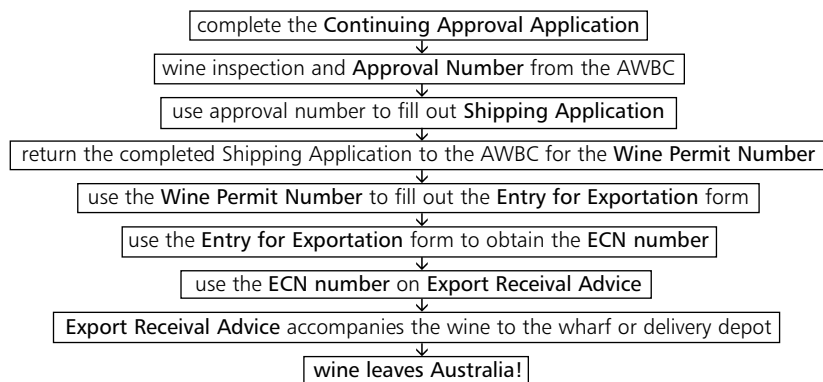 complete the Continuing Approval Application
wine inspection and Approval Number from the AWBC
use approval number to fill out Shipping Application
return the completed Shipping Application to the AWBC for the Wine Permit Number
use the Wine Permit Number to fill out the Entry for Exportation form
use the Entry for Exportation form to obtain the ECN number
use the ECN number on Export Receival Advice
Export Receival Advice accompanies the wine to the wharf or delivery depot
wine leaves Australia!